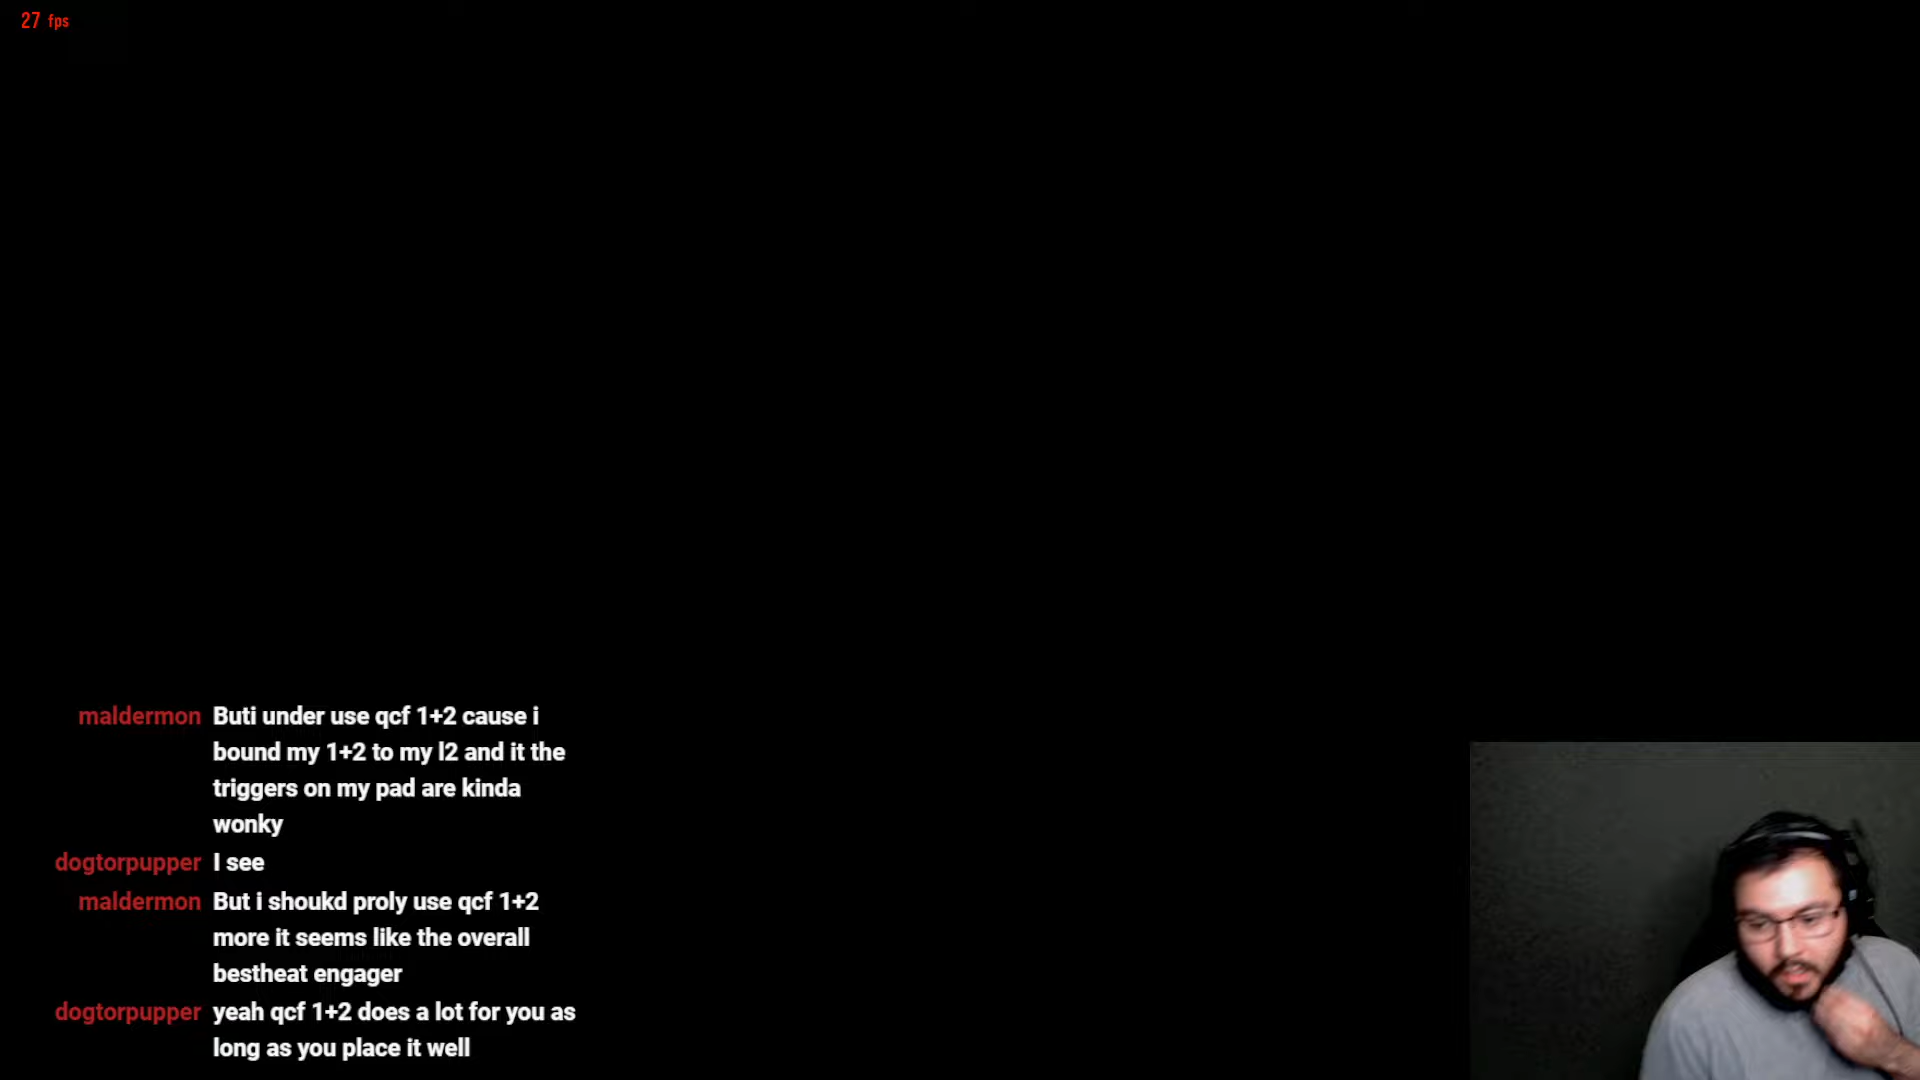 27 fps
maldermon Buti under use qcf 1+2 cause i
bound my 1+2 to my l2 and it the
triggers on my pad are kinda
wonky
dogtorpupper I see
maldermon But i shoukd proly use qcf 1+2
more it seems like the overall
bestheat engager
dogtorpupper yeah qcf 1+2 does a lot for you as
long as you place it well